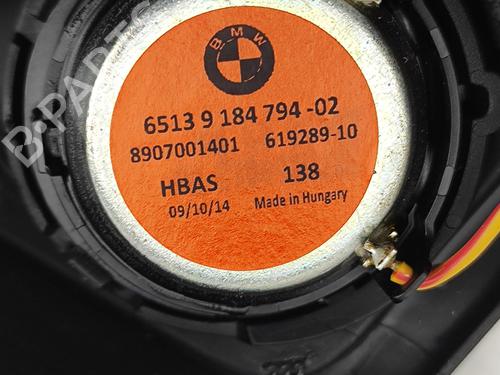 B-PARTS
BMW
6513 9 184 794 -02
8907001401 619289-10
HBAS 138
09/10/14 Made in Hungary